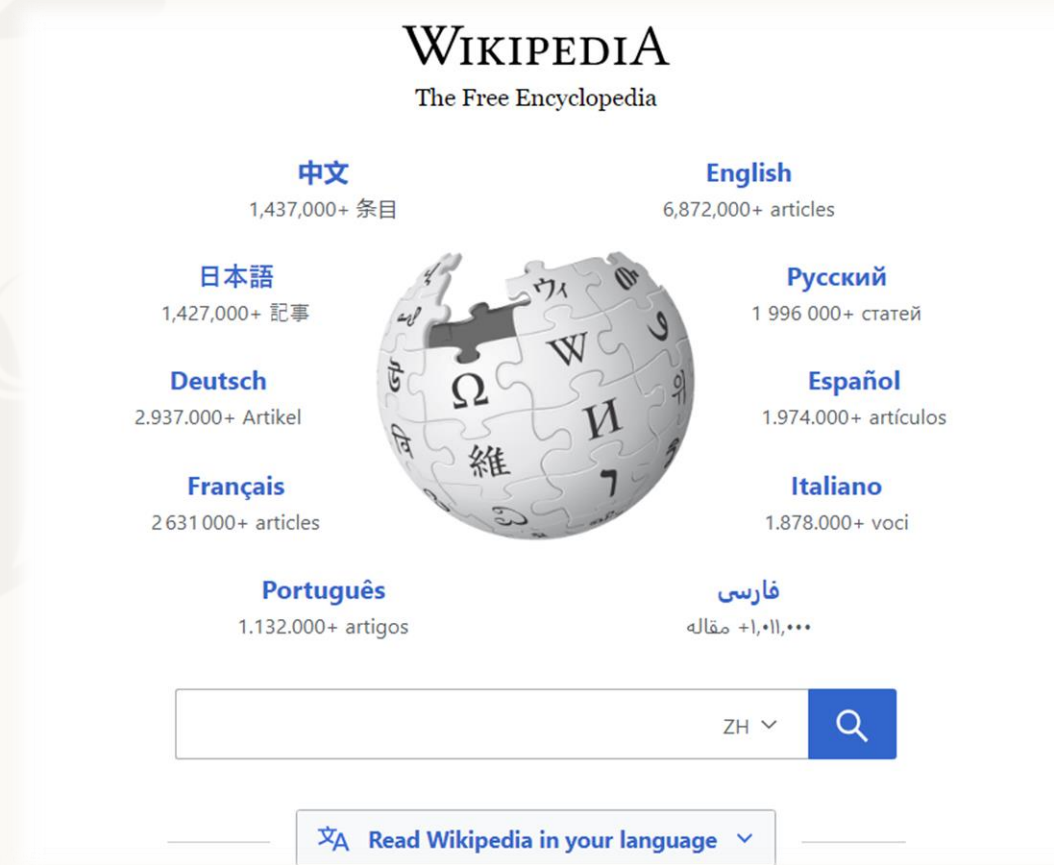 WIKIPEDIA
The Free Encyclopedia
中文
1,437,000+ 条目
English
6,872,000+ articles
日本語
1,427,000+ 記事
Русский
1 996 000+ статей
Deutsch
2.937.000+ Artikel
Español
1.974.000+ artículos
Français
2 631 000+ articles
Italiano
1.878.000+ voci
Português
1.132.000+ artigos
فارسی
۱٬۰۱۱٬۰۰۰+ مقاله
Ω
W
И
維
ウィ
ZH
Read Wikipedia in your language